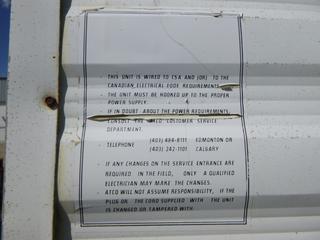 · THIS UNIT IS WIRED TO CSA AND (OR) TO THE
CANADIAN ELECTRICAL CODE REQUIREMENTS
· THE UNIT MUST BE HOOKED UP TO THE PROPER
POWER SUPPLY.
· IF IN DOUBT ABOUT THE POWER REQUIREMENTS,
CONSULT THE CUSTOMER SERVICE
DEPARTMENT.
TELEPHONE (403) 484-8111 EDMONTON OR
(403) 242-1101 CALGARY
· IF ANY CHANGES ON THE SERVICE ENTRANCE ARE
REQUIRED IN THE FIELD, ONLY A QUALIFIED
ELECTRICIAN MAY MAKE THE CHANGES.
· ATCO WILL NOT ASSUME RESPONSIBILITY, IF THE
PLUG OR THE CORD SUPPLIED WITH THE UNIT
IS CHANGED OR TAMPERED WITH.